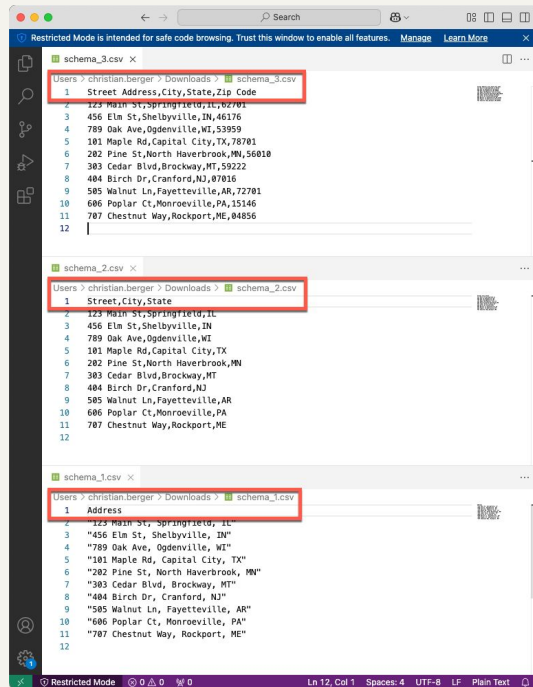 Search
Restricted Mode is intended for safe code browsing. Trust this window to enable all features. Manage Learn More
schema_3.csv
Users > christian.berger > Downloads > schema_3.csv
1 Street Address,City,State,Zip Code
2 123 Main St,Springfield,IL,62701
3 456 Elm St,Shelbyville,IN,46176
4 789 Oak Ave,Ogdenville,WI,53959
5 101 Maple Rd,Capital City,TX,78701
6 202 Pine St,North Haverbrook,MN,56010
7 303 Cedar Blvd,Brockway,MT,59222
8 404 Birch Dr,Cranford,NJ,07016
9 505 Walnut Ln,Fayetteville,AR,72701
10 606 Poplar Ct,Monroeville,PA,15146
11 707 Chestnut Way,Rockport,ME,04856
12
schema_2.csv
Users > christian.berger > Downloads > schema_2.csv
1 Street,City,State
2 123 Main St,Springfield,IL
3 456 Elm St,Shelbyville,IN
4 789 Oak Ave,Ogdenville,WI
5 101 Maple Rd,Capital City,TX
6 202 Pine St,North Haverbrook,MN
7 303 Cedar Blvd,Brockway,MT
8 404 Birch Dr,Cranford,NJ
9 505 Walnut Ln,Fayetteville,AR
10 606 Poplar Ct,Monroeville,PA
11 707 Chestnut Way,Rockport,ME
12
schema_1.csv
Users > christian.berger > Downloads > schema_1.csv
1 Address
2 "123 Main St, Springfield, IL"
3 "456 Elm St, Shelbyville, IN"
4 "789 Oak Ave, Ogdenville, WI"
5 "101 Maple Rd, Capital City, TX"
6 "202 Pine St, North Haverbrook, MN"
7 "303 Cedar Blvd, Brockway, MT"
8 "404 Birch Dr, Cranford, NJ"
9 "505 Walnut Ln, Fayetteville, AR"
10 "606 Poplar Ct, Monroeville, PA"
11 "707 Chestnut Way, Rockport, ME"
12
1
Restricted Mode 0 0 0 Ln 12, Col 1 Spaces: 4 UTF-8 LF Plain Text